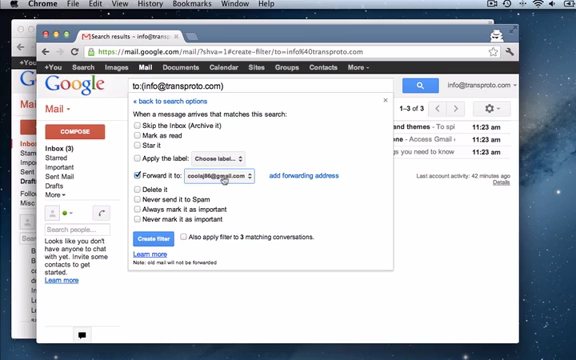 Chrome File Edit View History Bookmarks Window Help
Search results - info@transpro
https://mail.google.com/mail/?shva=1#create-filter/to=info%40transproto.com
+You Search Images Mail Documents Calendar Sites Groups Contacts More
Google
to:(info@transproto.com)
info@transproto.com
« back to search options
Mail
When a message arrives that matches this search:
1–3 of 3
Skip the Inbox (Archive it)
COMPOSE
Mark as read
and themes - To spi
11:23 am
Star it
one - Access Gmail
11:23 am
Inbox (3)
Apply the label:
Choose label...
ngs you need to know
11:23 am
Starred
Important
Forward it to:
coolaj86@gmail.com
add forwarding address
Last account activity: 42 minutes ago
Details
Sent Mail
Drafts
Delete it
More
Never send it to Spam
Always mark it as important
Never mark it as important
Search people...
Create filter
Also apply filter to 3 matching conversations.
Looks like you don't
have anyone to chat
with yet. Invite some
contacts to get
started.
Learn more
Learn more
Note: old mail will not be forwarded